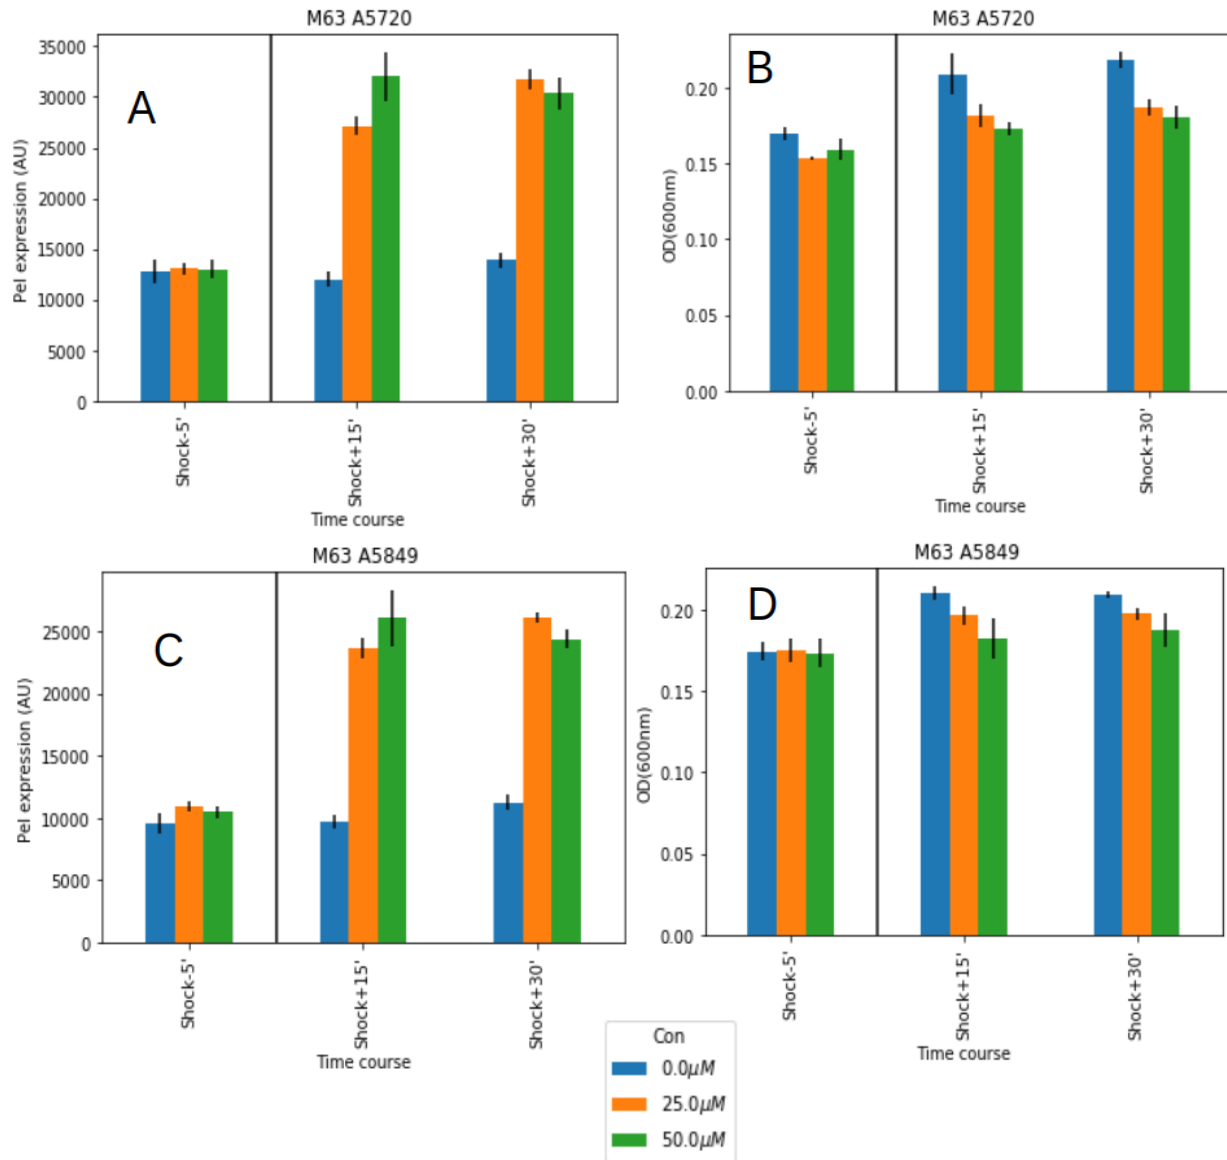 M63 A5720
A
Pel expression (AU)
35000
30000
25000
20000
15000
10000
5000
0
Shock-5'
Shock+15'
Shock+30'
Time course
M63 A5720
B
OD(600nm)
0.20
0.15
0.10
0.05
0.00
Shock-5'
Shock+15'
Shock+30'
Time course
M63 A5849
C
Pel expression (AU)
25000
20000
15000
10000
5000
0
Shock-5'
Shock+15'
Shock+30'
Time course
M63 A5849
D
OD(600nm)
0.20
0.15
0.10
0.05
0.00
Shock-5'
Shock+15'
Shock+30'
Time course
Con
0.0μM
25.0μM
50.0μM